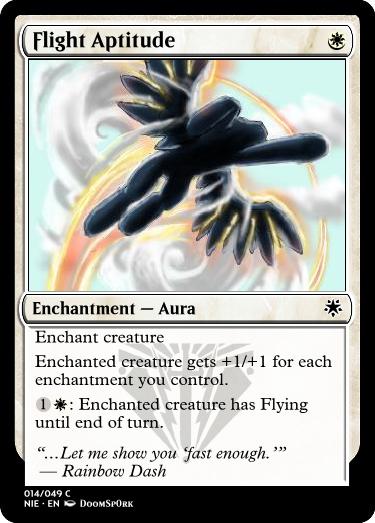 Flight Aptitude
Enchantment — Aura
Enchant creature
Enchanted creature gets +1/+1 for each
enchantment you control.
1 : Enchanted creature has Flying
until end of turn.
“...Let me show you ‘fast enough.’”
— Rainbow Dash
014/049 C
NIE · EN DoomSp0rk